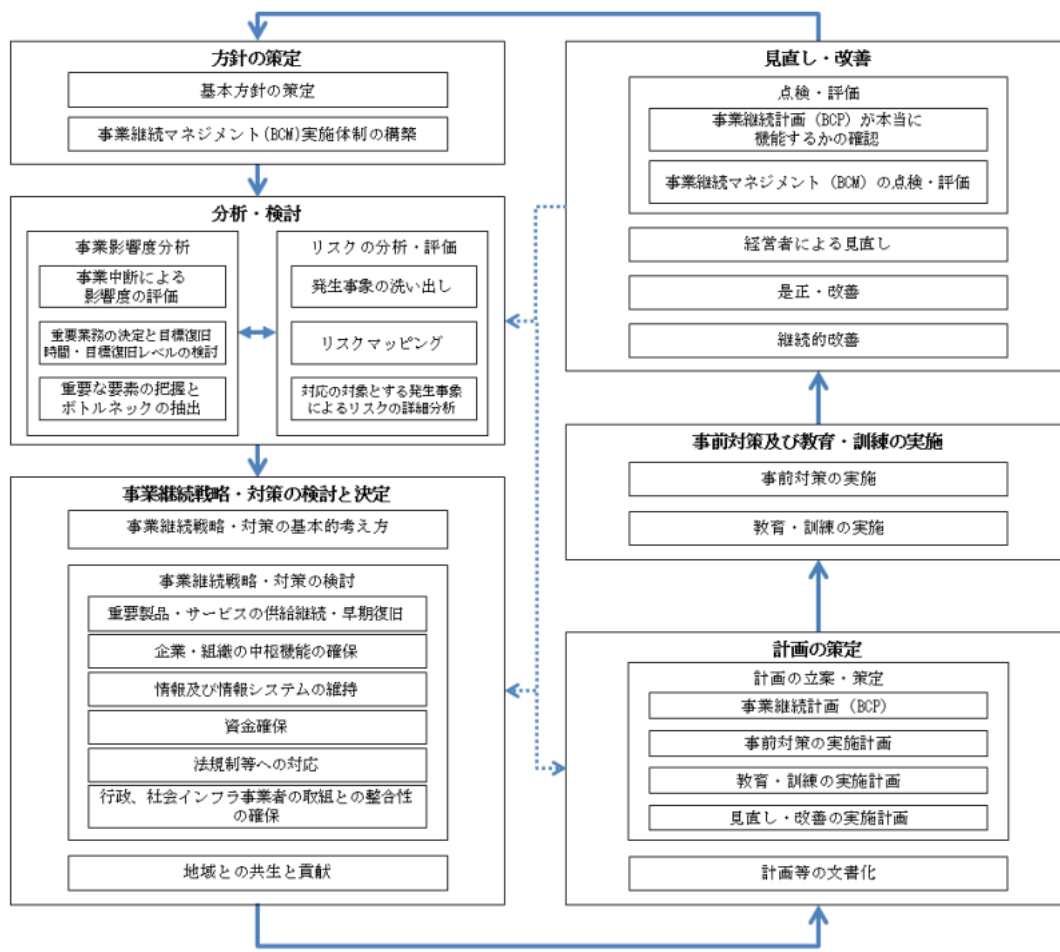 方針の策定
基本方針の策定
事業継続マネジメント(BCM)実施体制の構築
分析・検討
事業影響度分析
事業中断による
影響度の評価
重要業務の決定と目標復旧
時間・目標復旧レベルの検討
重要な要素の把握と
ボトルネックの抽出
リスクの分析・評価
発生事象の洗い出し
リスクマッピング
対応の対象とする発生事象
によるリスクの詳細分析
事業継続戦略・対策の検討と決定
事業継続戦略・対策の基本的考え方
事業継続戦略・対策の検討
重要製品・サービスの供給継続・早期復旧
企業・組織の中枢機能の確保
情報及び情報システムの維持
資金確保
法規制等への対応
行政、社会インフラ事業者の取組との整合性
の確保
地域との共生と貢献
見直し・改善
点検・評価
事業継続計画（BCP）が本当に
機能するかの確認
事業継続マネジメント（BCM）の点検・評価
経営者による見直し
是正・改善
継続的改善
事前対策及び教育・訓練の実施
事前対策の実施
教育・訓練の実施
計画の策定
計画の立案・策定
事業継続計画（BCP）
事前対策の実施計画
教育・訓練の実施計画
見直し・改善の実施計画
計画等の文書化